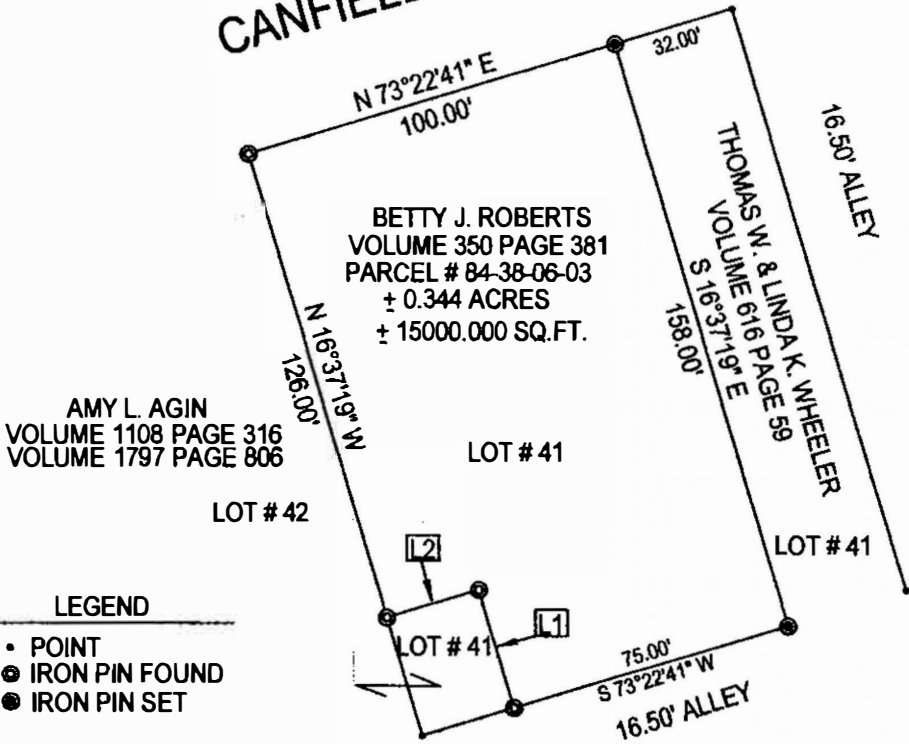 CANFIELD
32.00'
N 73°22'41" E
100.00'
16.50' ALLEY
BETTY J. ROBERTS
VOLUME 350 PAGE 381
PARCEL # 84-38-06-03
± 0.344 ACRES
± 15000.000 SQ.FT.
THOMAS W. & LINDA K. WHEELER
VOLUME 616 PAGE 59
S 16°37'19" E
158.00'
N 16°37'19" W
126.00'
AMY L. AGIN
VOLUME 1108 PAGE 316
VOLUME 1797 PAGE 806
LOT # 41
LOT # 42
LOT # 41
L2
L1
LOT # 41
LEGEND
POINT
IRON PIN FOUND
IRON PIN SET
75.00'
S 73°22'41" W
16.50' ALLEY